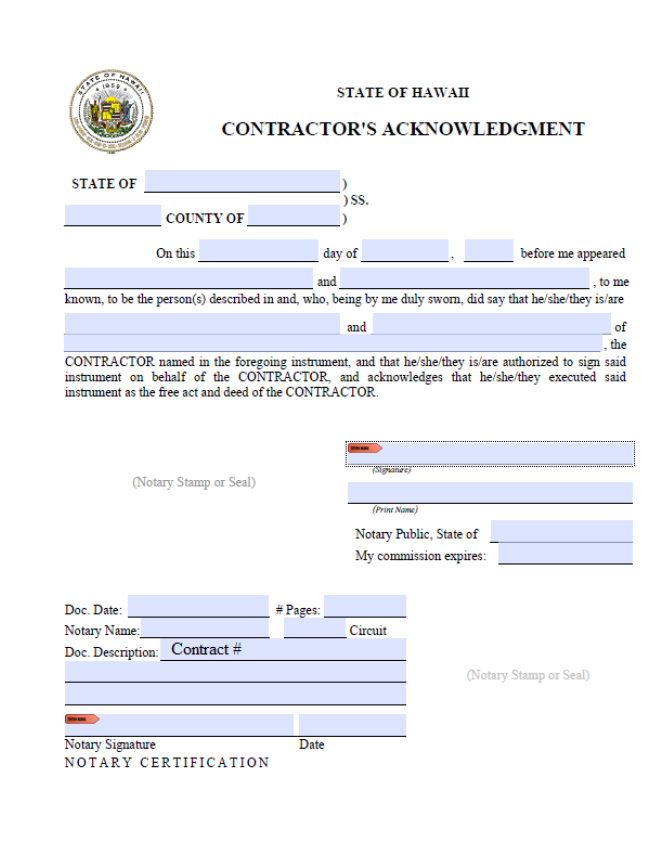 STATE OF HAWAII
1959
STATE OF HAWAII
CONTRACTOR'S ACKNOWLEDGMENT
STATE OF )
) SS.
COUNTY OF )
On this day of , before me appeared
and , to me
known, to be the person(s) described in and, who, being by me duly sworn, did say that he/she/they is/are
and of
, the
CONTRACTOR named in the foregoing instrument, and that he/she/they is/are authorized to sign said
instrument on behalf of the CONTRACTOR, and acknowledges that he/she/they executed said
instrument as the free act and deed of the CONTRACTOR.
(Notary Stamp or Seal)
(Signature)
(Print Name)
Notary Public, State of
My commission expires:
Doc. Date: # Pages:
Notary Name: Circuit
Doc. Description: Contract #
(Notary Stamp or Seal)
Notary Signature Date
NOTARY CERTIFICATION